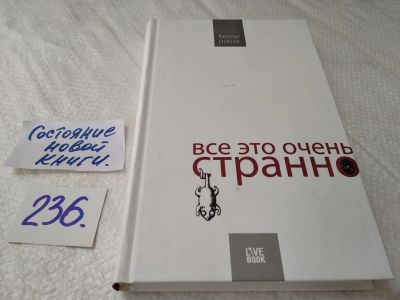 Келли
ЛИНК
Состояние
новой
книги.
236.
все это очень
странно
LIVE
BOOK